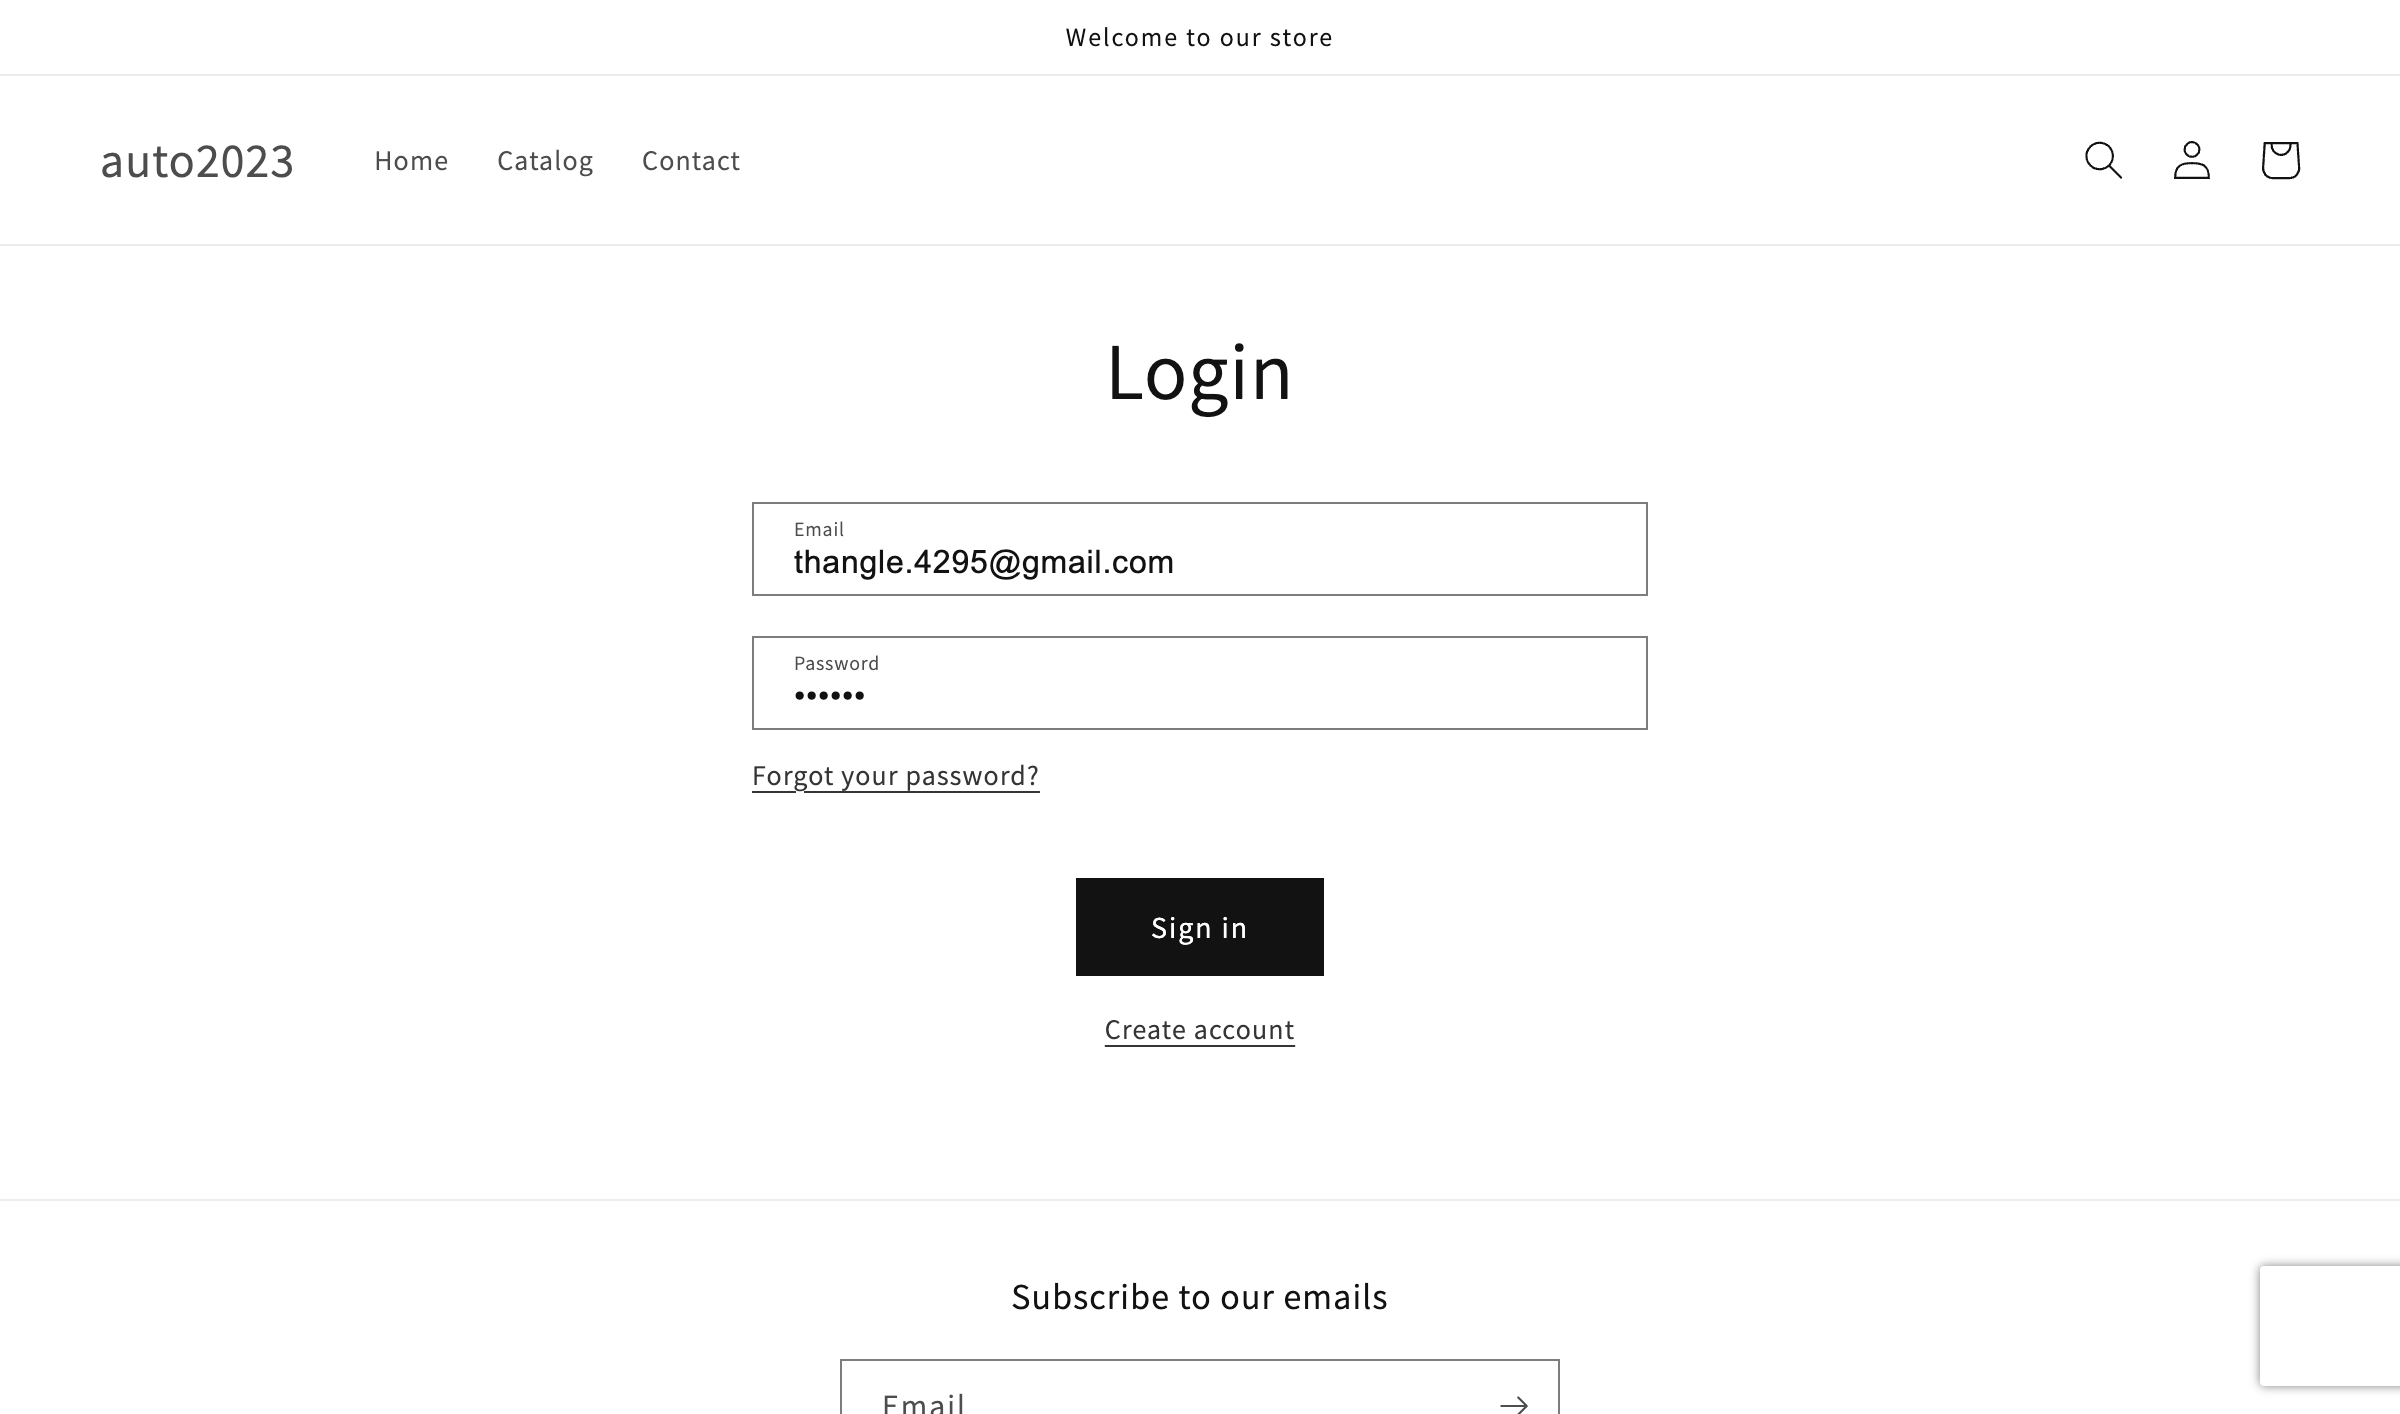 Welcome to our store
auto2023 Home Catalog Contact
Login
Email
thangle.4295@gmail.com
Password
••••••
Forgot your password?
Sign in
Create account
Subscribe to our emails
Email